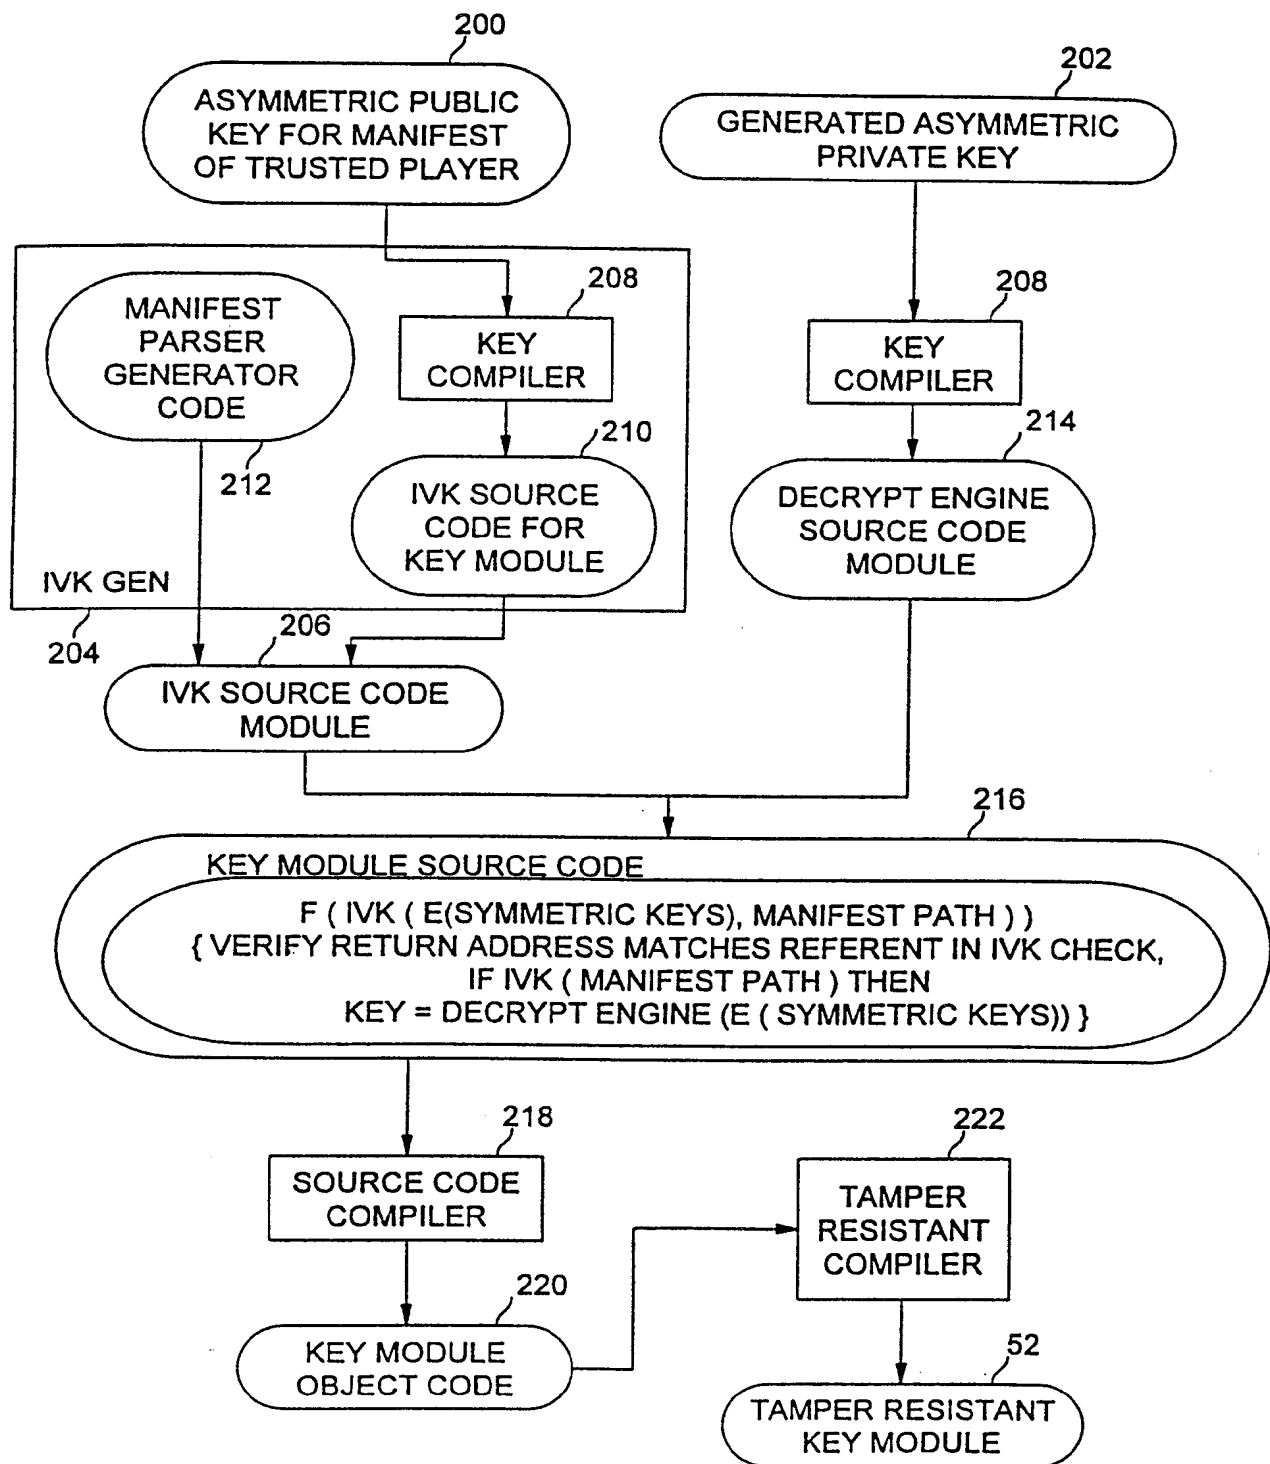 200
ASYMMETRIC PUBLIC
KEY FOR MANIFEST
OF TRUSTED PLAYER
202
GENERATED ASYMMETRIC
PRIVATE KEY
MANIFEST
PARSER
GENERATOR
CODE
212
208
KEY
COMPILER
210
IVK SOURCE
CODE FOR
KEY MODULE
IVK GEN
204
208
KEY
COMPILER
214
DECRYPT ENGINE
SOURCE CODE
MODULE
206
IVK SOURCE CODE
MODULE
216
KEY MODULE SOURCE CODE
F ( IVK ( E(SYMMETRIC KEYS), MANIFEST PATH ) )
{ VERIFY RETURN ADDRESS MATCHES REFERENT IN IVK CHECK,
IF IVK ( MANIFEST PATH ) THEN
KEY = DECRYPT ENGINE (E ( SYMMETRIC KEYS)) }
218
SOURCE CODE
COMPILER
220
KEY MODULE
OBJECT CODE
222
TAMPER
RESISTANT
COMPILER
52
TAMPER RESISTANT
KEY MODULE